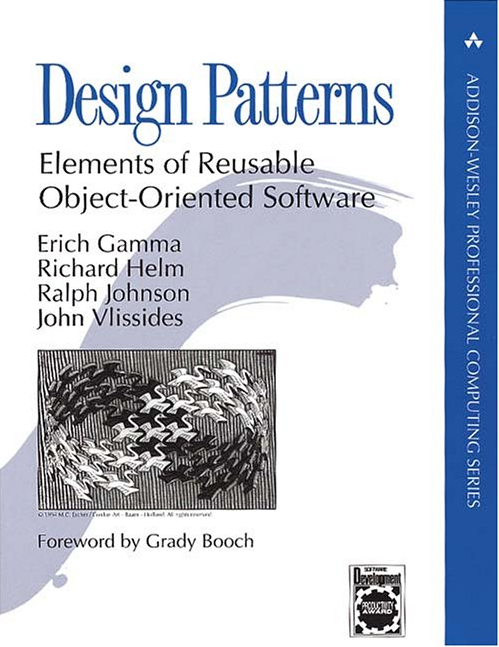 Design Patterns
Elements of Reusable
Object-Oriented Software
Erich Gamma
Richard Helm
Ralph Johnson
John Vlissides
© 1994 M.C. Escher / Cordon Art - Baarn - Holland. All rights reserved.
Foreword by Grady Booch
SOFTWARE
Development
PRODUCTIVITY
AWARD
ADDISON-WESLEY PROFESSIONAL COMPUTING SERIES